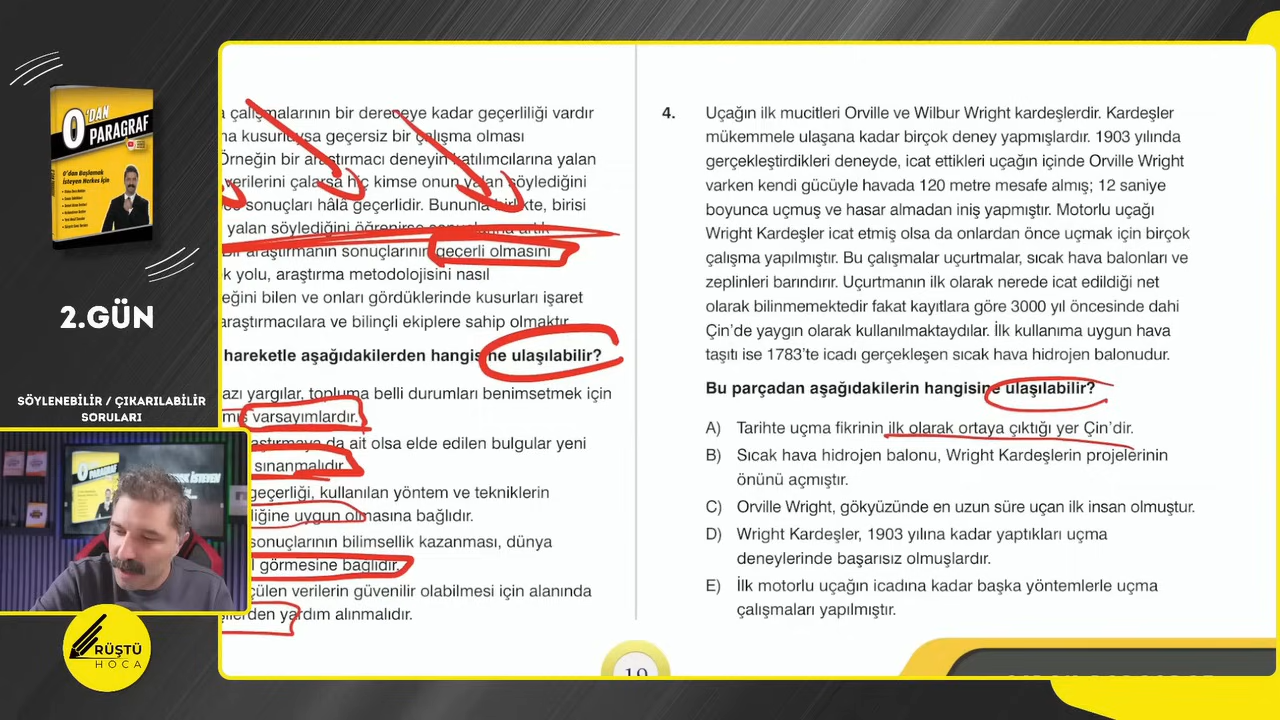 0'DAN
PARAGRAF
0'dan Başlamak
İsteyen Herkes İçin
2.GÜN
SÖYLENEBİLİR / ÇIKARILABİLİR
SORULARI
RÜŞTÜ
HOCA
çalışmalarının bir dereceye kadar geçerliliği vardır
kusurluysa geçersiz bir çalışma olması
Örneğin bir araştırmacı deneyin katılımcılarına yalan
verilerini çalarsa hiç kimse onun yalan söylediğini
sonuçları hâlâ geçerlidir. Bununla birlikte, birisi
yalan söylediğini öğrenirse sonuçlarına artık
Bir araştırmanın sonuçlarının geçerli olmasını
yolu, araştırma metodolojisini nasıl
bilen ve onları gördüklerinde kusurları işaret
araştırmacılara ve bilinçli ekiplere sahip olmaktır.
hareketle aşağıdakilerden hangisine ulaşılabilir?
yargılar, topluma belli durumları benimsetmek için
varsayımlardır.
da ait olsa elde edilen bulgular yeni
sınanmalıdır.
geçerliği, kullanılan yöntem ve tekniklerin
uygun olmasına bağlıdır.
sonuçlarının bilimsellik kazanması, dünya
görmesine bağlıdır.
verilerin güvenilir olabilmesi için alanında
yardım alınmalıdır.
4. Uçağın ilk mucitleri Orville ve Wilbur Wright kardeşlerdir. Kardeşler
mükemmele ulaşana kadar birçok deney yapmışlardır. 1903 yılında
gerçekleştirdikleri deneyde, icat ettikleri uçağın içinde Orville Wright
varken kendi gücüyle havada 120 metre mesafe almış; 12 saniye
boyunca uçmuş ve hasar almadan iniş yapmıştır. Motorlu uçağı
Wright Kardeşler icat etmiş olsa da onlardan önce uçmak için birçok
çalışma yapılmıştır. Bu çalışmalar uçurtmalar, sıcak hava balonları ve
zeplinleri barındırır. Uçurtmanın ilk olarak nerede icat edildiği net
olarak bilinmemektedir fakat kayıtlara göre 3000 yıl öncesinde dahi
Çin'de yaygın olarak kullanılmaktaydılar. İlk kullanıma uygun hava
taşıtı ise 1783'te icadı gerçekleşen sıcak hava hidrojen balonudur.
Bu parçadan aşağıdakilerin hangisine ulaşılabilir?
A) Tarihte uçma fikrinin ilk olarak ortaya çıktığı yer Çin'dir.
B) Sıcak hava hidrojen balonu, Wright Kardeşlerin projelerinin
önünü açmıştır.
C) Orville Wright, gökyüzünde en uzun süre uçan ilk insan olmuştur.
D) Wright Kardeşler, 1903 yılına kadar yaptıkları uçma
deneylerinde başarısız olmuşlardır.
E) İlk motorlu uçağın icadına kadar başka yöntemlerle uçma
çalışmaları yapılmıştır.
19